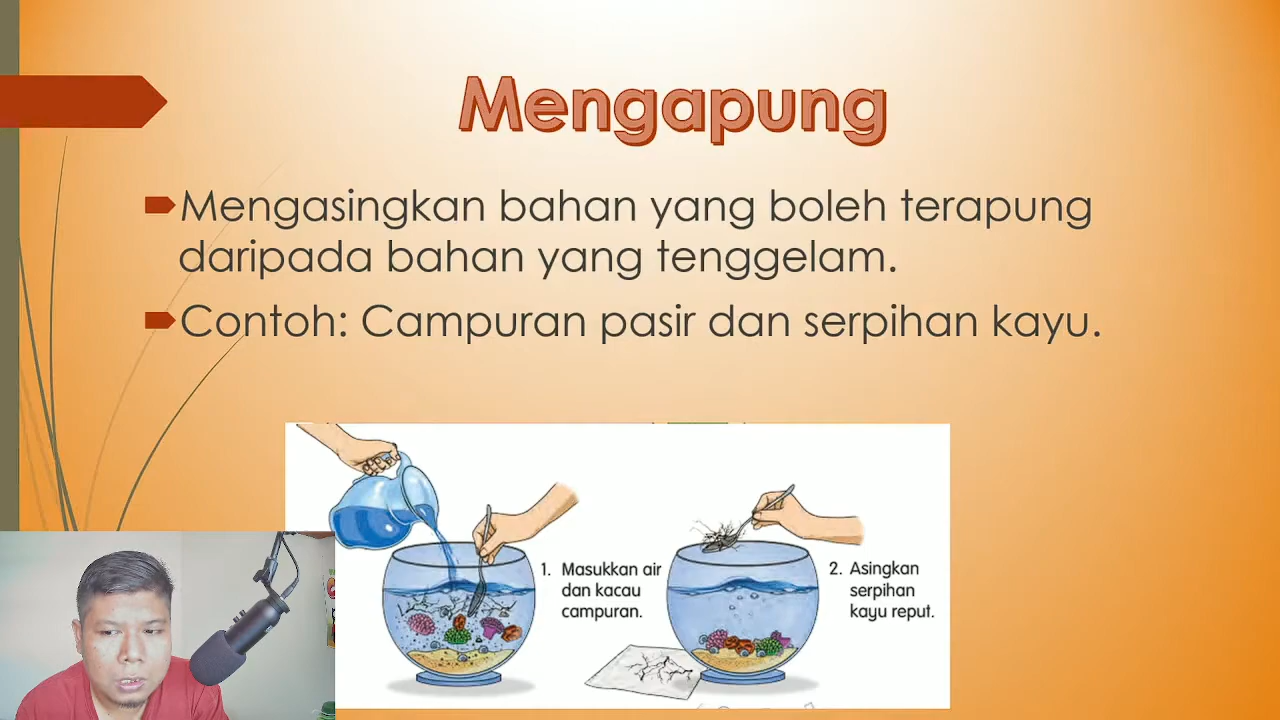 Mengapung
Mengasingkan bahan yang boleh terapung
daripada bahan yang tenggelam.
Contoh: Campuran pasir dan serpihan kayu.
1. Masukkan air
dan kacau
campuran.
2. Asingkan
serpihan
kayu reput.